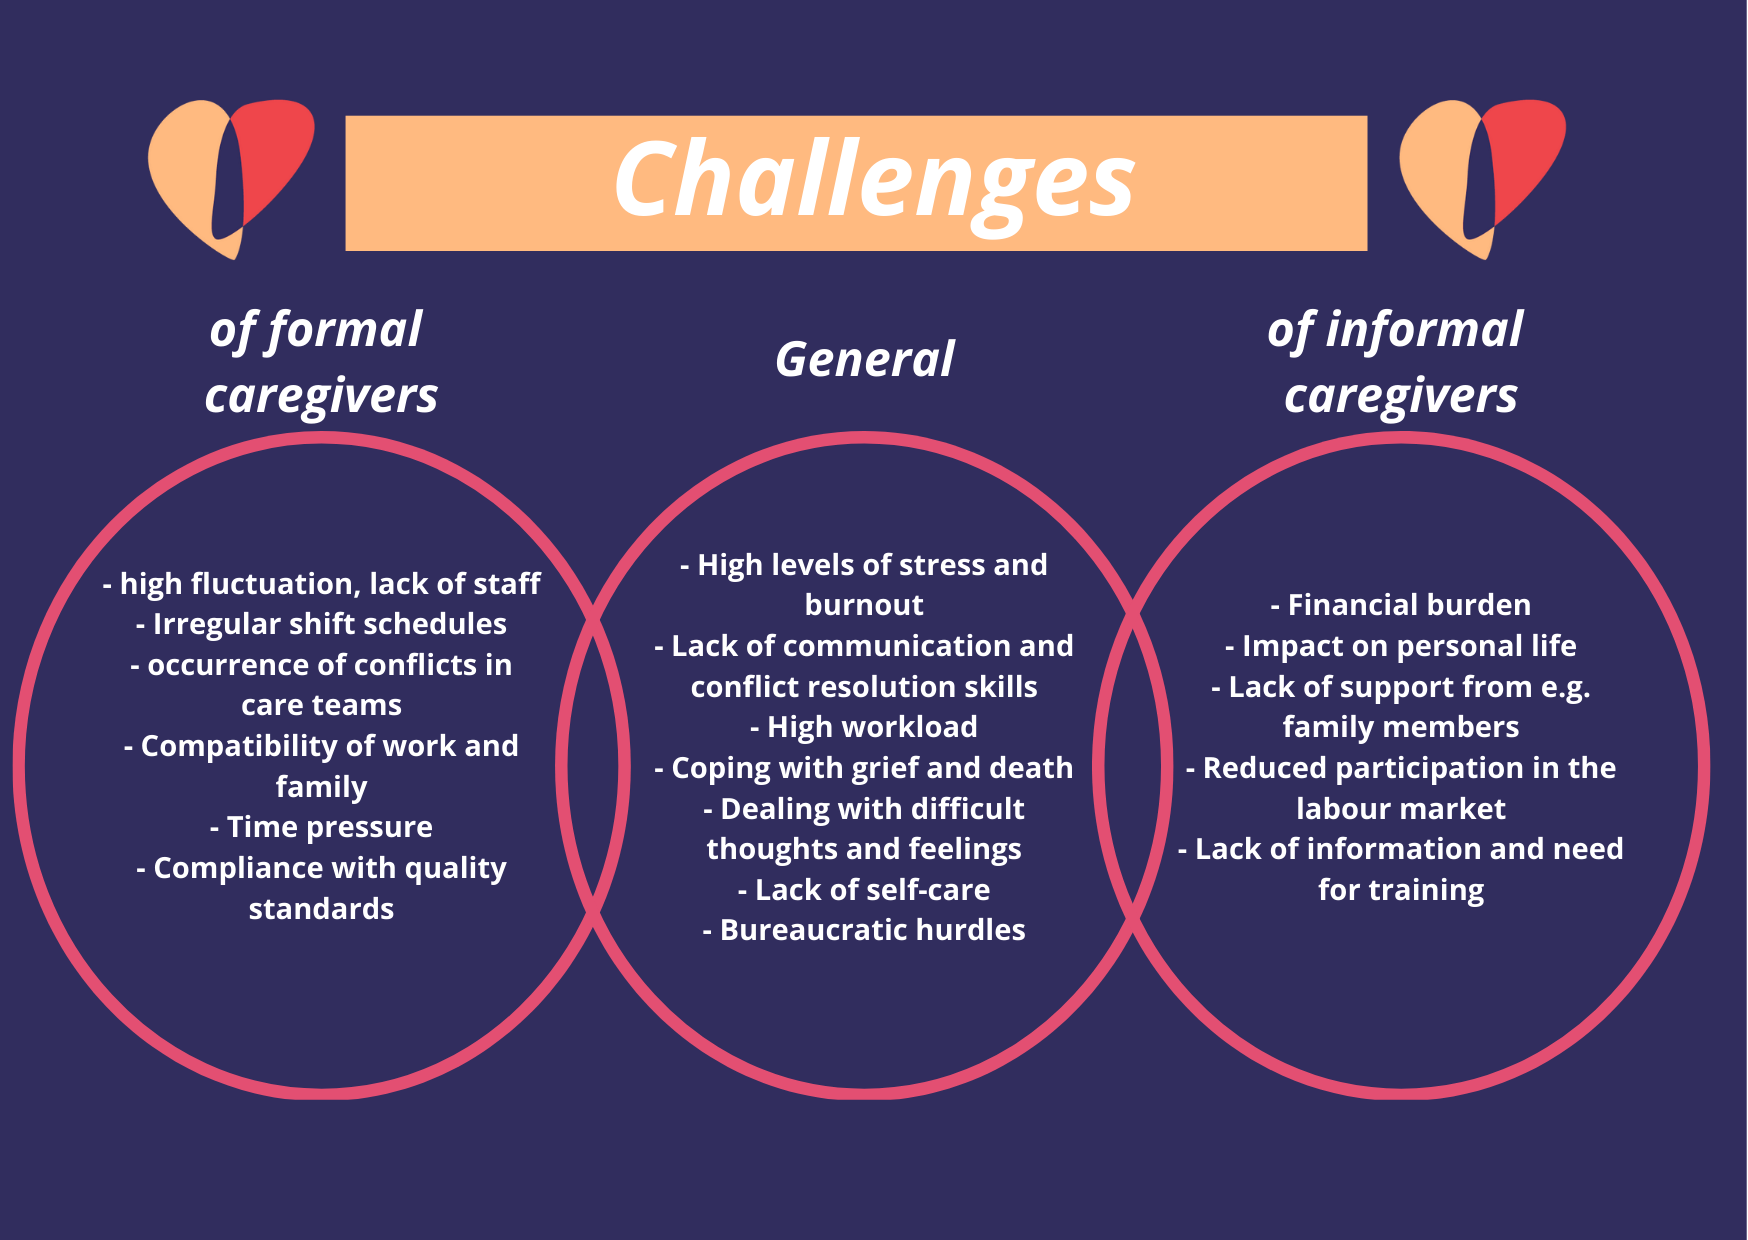 Challenges
of formal
caregivers
- high fluctuation, lack of staff
- Irregular shift schedules
- occurrence of conflicts in
care teams
- Compatibility of work and
family
- Time pressure
- Compliance with quality
standards
General
- High levels of stress and
burnout
- Lack of communication and
conflict resolution skills
- High workload
- Coping with grief and death
- Dealing with difficult
thoughts and feelings
- Lack of self-care
- Bureaucratic hurdles
of informal
caregivers
- Financial burden
- Impact on personal life
- Lack of support from e.g.
family members
- Reduced participation in the
labour market
- Lack of information and need
for training